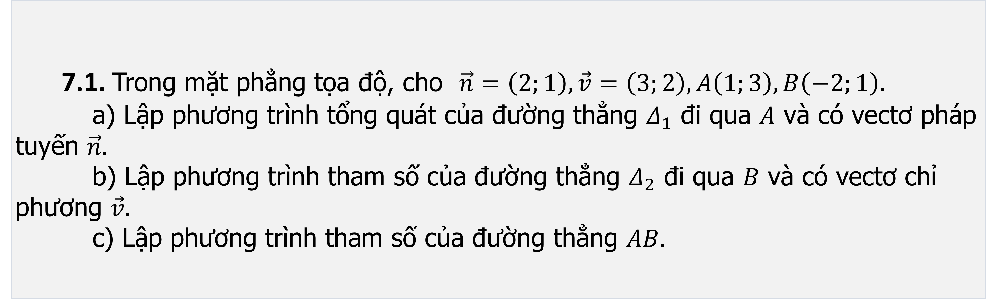 7.1. Trong mặt phẳng tọa độ, cho $\vec{n} = (2; 1), \vec{v} = (3; 2), A(1; 3), B(-2; 1)$.
a) Lập phương trình tổng quát của đường thẳng $\Delta_1$ đi qua $A$ và có vectơ pháp
tuyến $\vec{n}$.
b) Lập phương trình tham số của đường thẳng $\Delta_2$ đi qua $B$ và có vectơ chỉ
phương $\vec{v}$.
c) Lập phương trình tham số của đường thẳng $AB$.